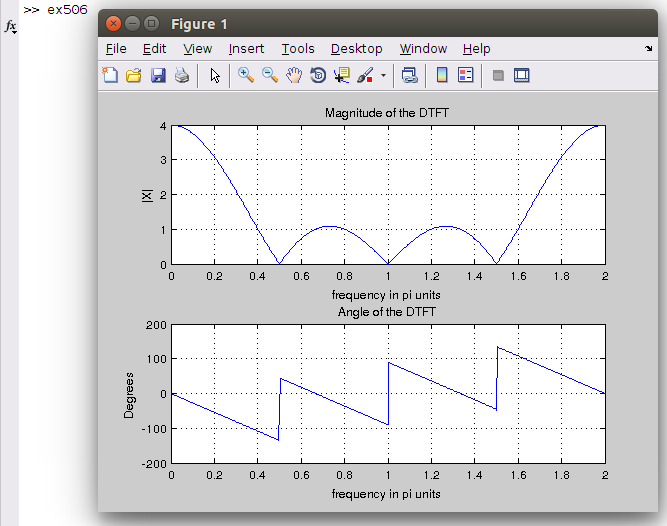 >> ex506
fx
Figure 1
File Edit View Insert Tools Desktop Window Help
Magnitude of the DTFT
4
3
2
1
0
|X|
0 0.2 0.4 0.6 0.8 1 1.2 1.4 1.6 1.8 2
frequency in pi units
Angle of the DTFT
200
100
0
-100
-200
Degrees
0 0.2 0.4 0.6 0.8 1 1.2 1.4 1.6 1.8 2
frequency in pi units